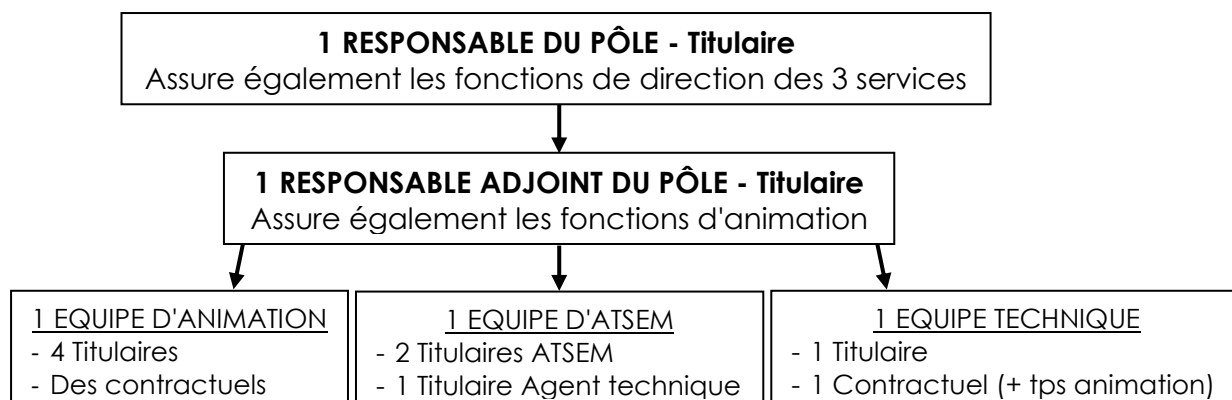 1 RESPONSABLE DU PÔLE - Titulaire
Assure également les fonctions de direction des 3 services
1 RESPONSABLE ADJOINT DU PÔLE - Titulaire
Assure également les fonctions d'animation
1 EQUIPE D'ANIMATION
- 4 Titulaires
- Des contractuels
1 EQUIPE D'ATSEM
- 2 Titulaires ATSEM
- 1 Titulaire Agent technique
1 EQUIPE TECHNIQUE
- 1 Titulaire
- 1 Contractuel (+ tps animation)